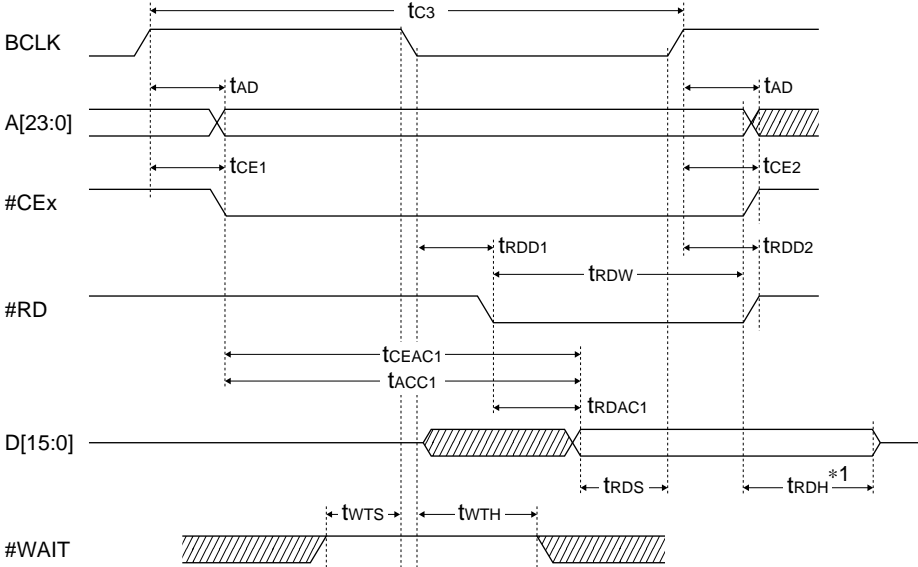 tC3
BCLK
tAD tAD
A[23:0]
tCE1 tCE2
#CEx
tRDD1 tRDD2
tRDW
#RD
tCEAC1
tACC1
tRDAC1
D[15:0]
tRDS tRDH*1
tWTS tWTH
#WAIT